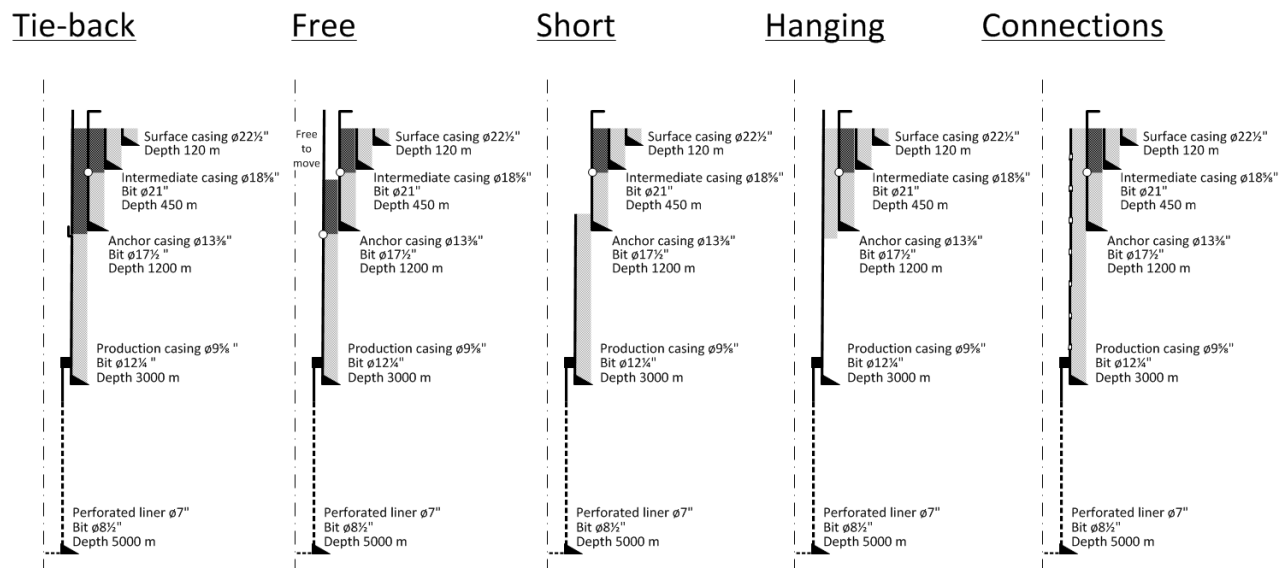 Tie-back
Free
Short
Hanging
Connections
Surface casing ø22½"
Depth 120 m
Intermediate casing ø18⅝"
Bit ø21"
Depth 450 m
Anchor casing ø13⅜"
Bit ø17½ "
Depth 1200 m
Production casing ø9⅝ "
Bit ø12¼ "
Depth 3000 m
Perforated liner ø7"
Bit ø8½"
Depth 5000 m
Free
to
move
Surface casing ø22½"
Depth 120 m
Intermediate casing ø18⅝"
Bit ø21"
Depth 450 m
Anchor casing ø13⅜"
Bit ø17½"
Depth 1200 m
Production casing ø9⅝"
Bit ø12¼"
Depth 3000 m
Perforated liner ø7"
Bit ø8½"
Depth 5000 m
Surface casing ø22½"
Depth 120 m
Intermediate casing ø18⅝"
Bit ø21"
Depth 450 m
Anchor casing ø13⅜"
Bit ø17½"
Depth 1200 m
Production casing ø9⅝"
Bit ø12¼"
Depth 3000 m
Perforated liner ø7"
Bit ø8½"
Depth 5000 m
Surface casing ø22½"
Depth 120 m
Intermediate casing ø18⅝"
Bit ø21"
Depth 450 m
Anchor casing ø13⅜"
Bit ø17½"
Depth 1200 m
Production casing ø9⅝"
Bit ø12¼"
Depth 3000 m
Perforated liner ø7"
Bit ø8½"
Depth 5000 m
Surface casing ø22½"
Depth 120 m
Intermediate casing ø18⅝"
Bit ø21"
Depth 450 m
Anchor casing ø13⅜"
Bit ø17½"
Depth 1200 m
Production casing ø9⅝"
Bit ø12¼"
Depth 3000 m
Perforated liner ø7"
Bit ø8½"
Depth 5000 m